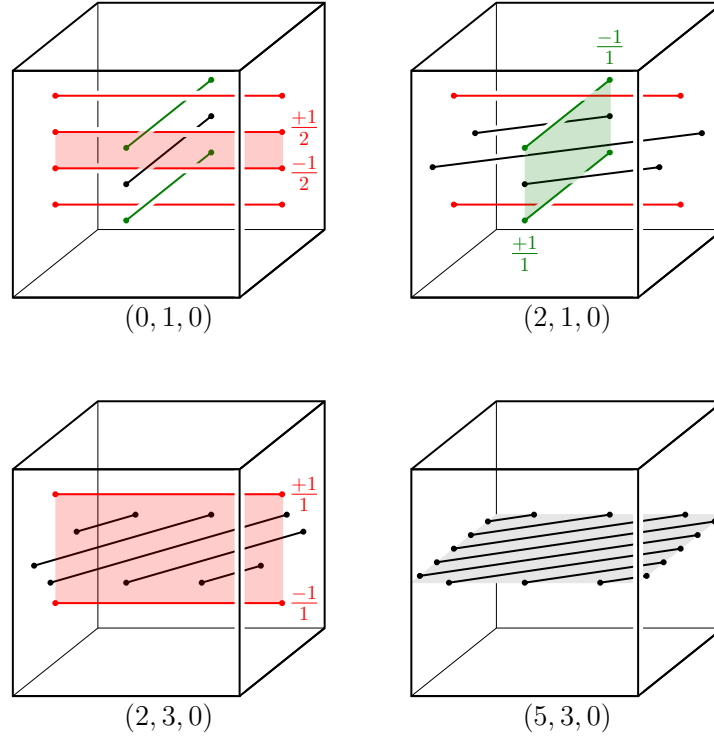 -1/1
+1/2
-1/2
+1/1
(0, 1, 0)
(2, 1, 0)
+1/1
-1/1
(2, 3, 0)
(5, 3, 0)